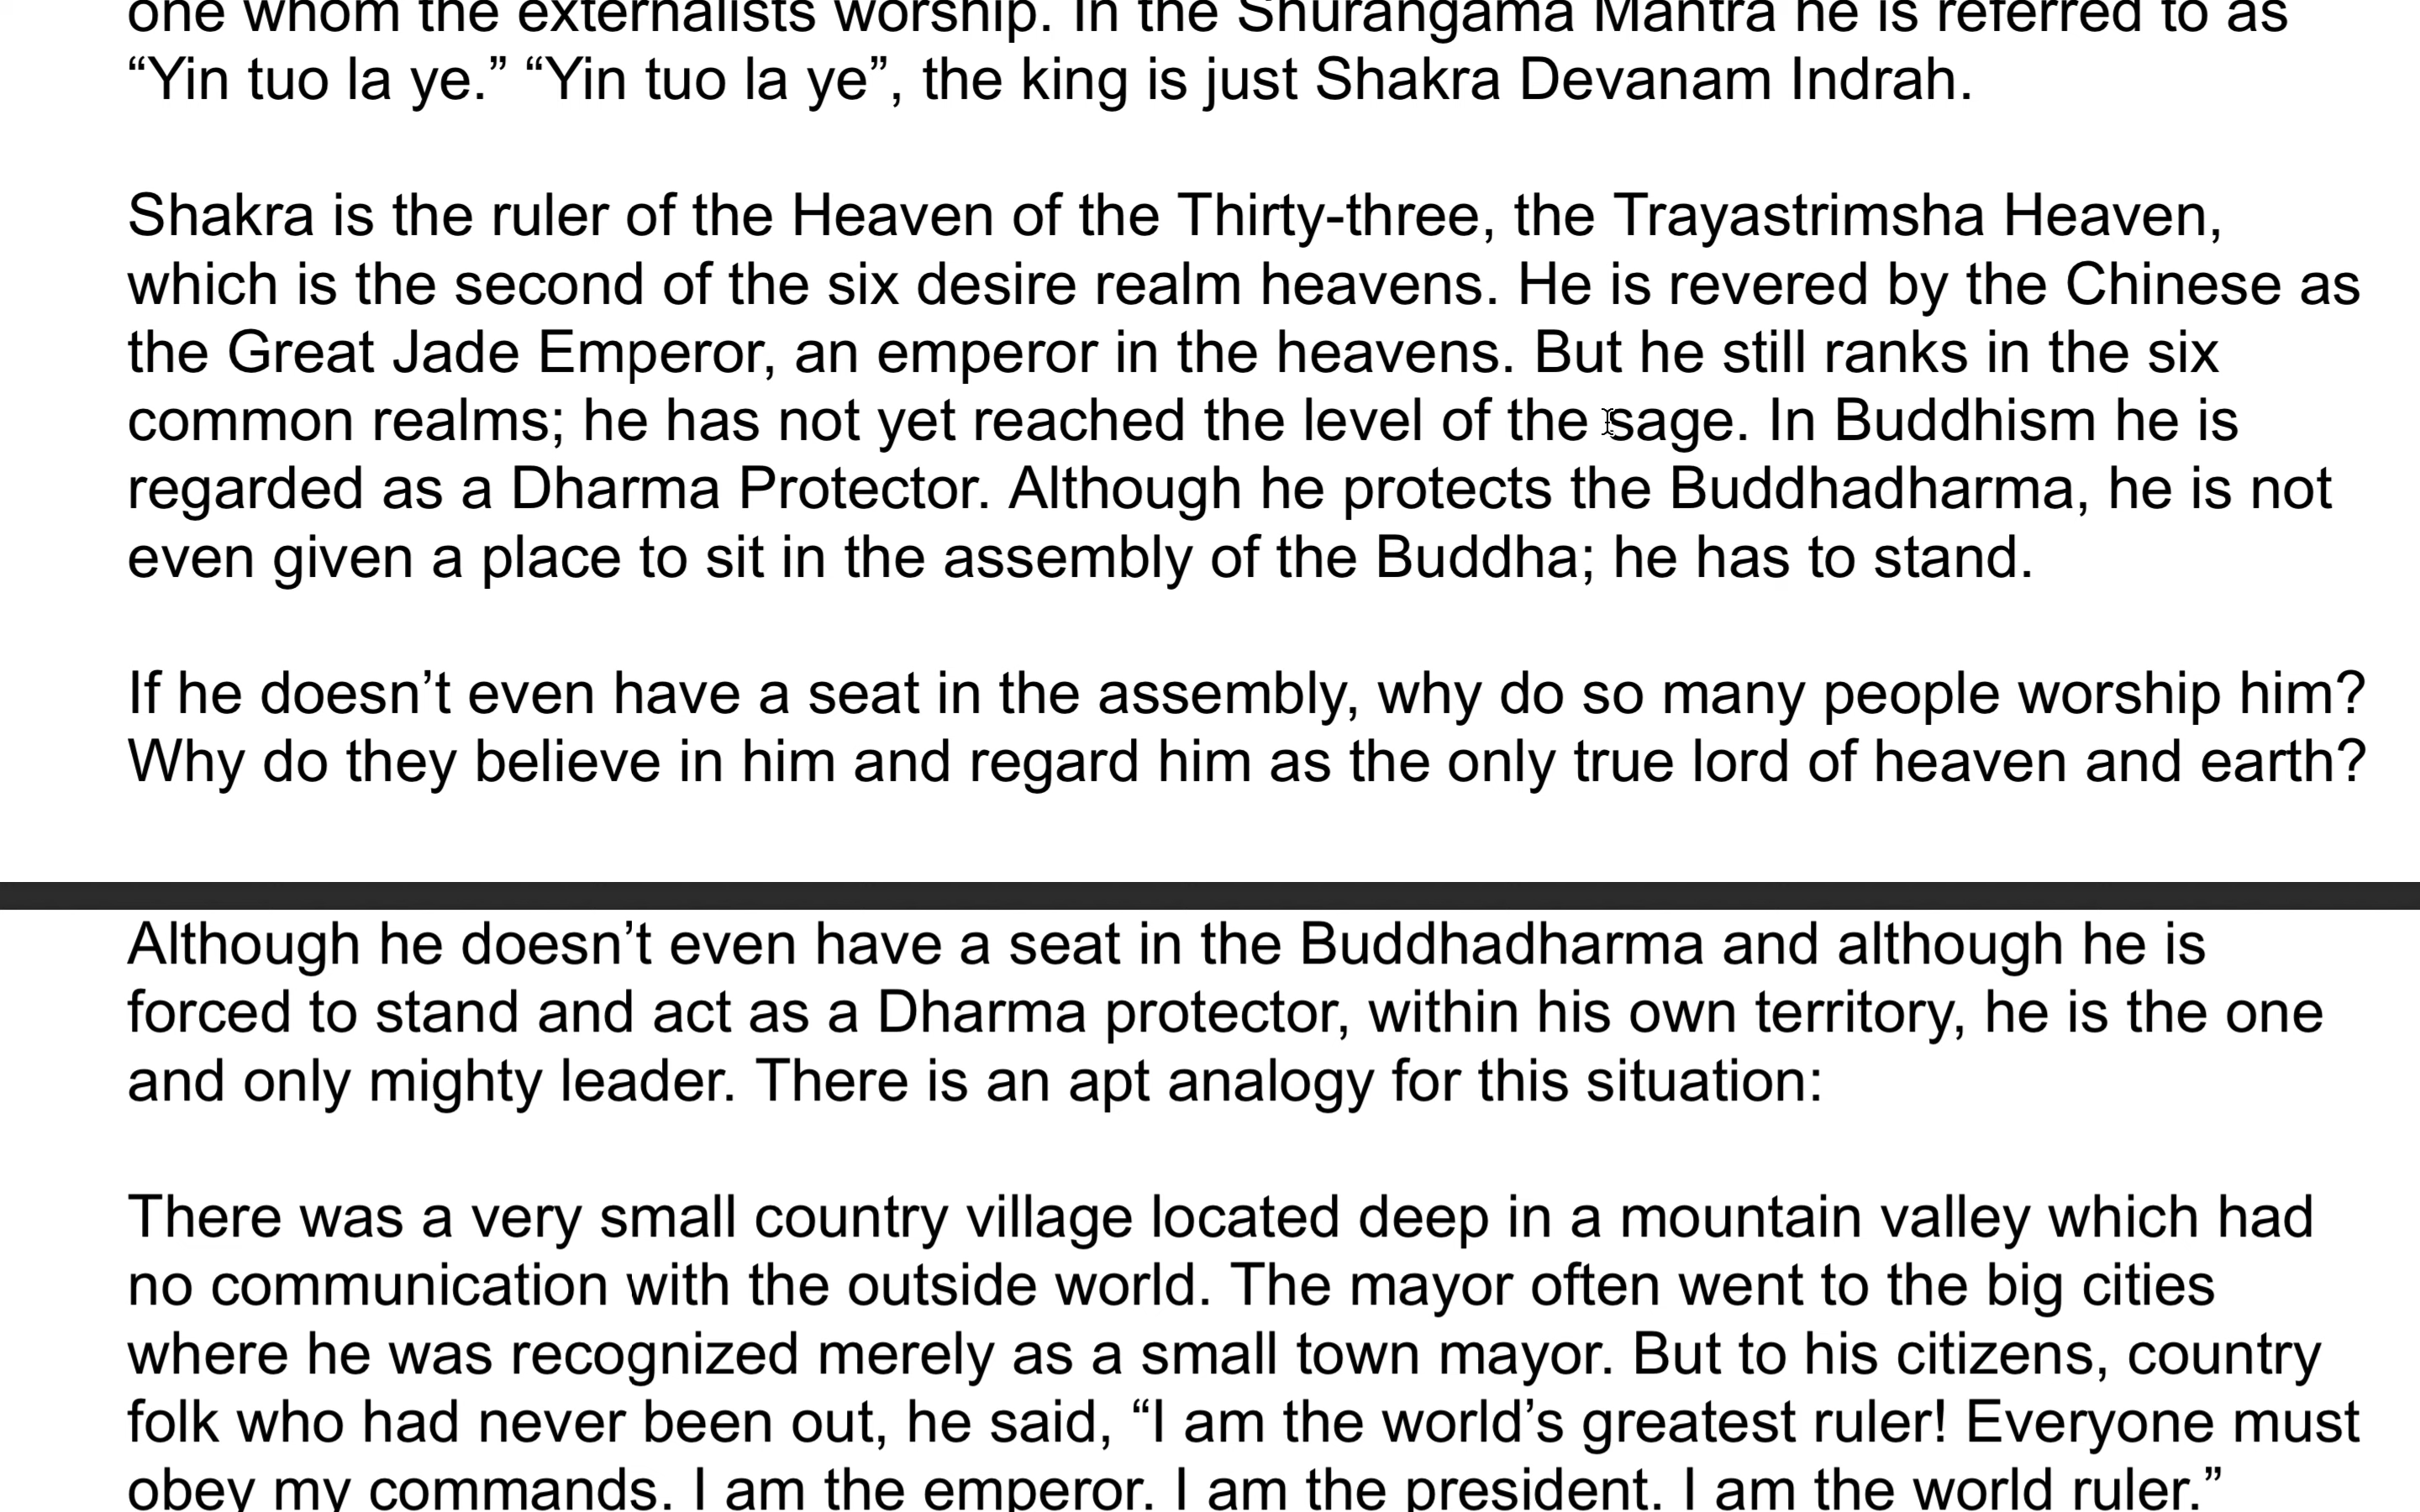 one whom the externalists worship. In the Shurangama Mantra he is referred to as
“Yin tuo la ye.” “Yin tuo la ye”, the king is just Shakra Devanam Indrah.
Shakra is the ruler of the Heaven of the Thirty-three, the Trayastrimsha Heaven,
which is the second of the six desire realm heavens. He is revered by the Chinese as
the Great Jade Emperor, an emperor in the heavens. But he still ranks in the six
common realms; he has not yet reached the level of the sage. In Buddhism he is
regarded as a Dharma Protector. Although he protects the Buddhadharma, he is not
even given a place to sit in the assembly of the Buddha; he has to stand.
If he doesn’t even have a seat in the assembly, why do so many people worship him?
Why do they believe in him and regard him as the only true lord of heaven and earth?
Although he doesn’t even have a seat in the Buddhadharma and although he is
forced to stand and act as a Dharma protector, within his own territory, he is the one
and only mighty leader. There is an apt analogy for this situation:
There was a very small country village located deep in a mountain valley which had
no communication with the outside world. The mayor often went to the big cities
where he was recognized merely as a small town mayor. But to his citizens, country
folk who had never been out, he said, “I am the world’s greatest ruler! Everyone must
obey my commands. I am the emperor. I am the president. I am the world ruler.”